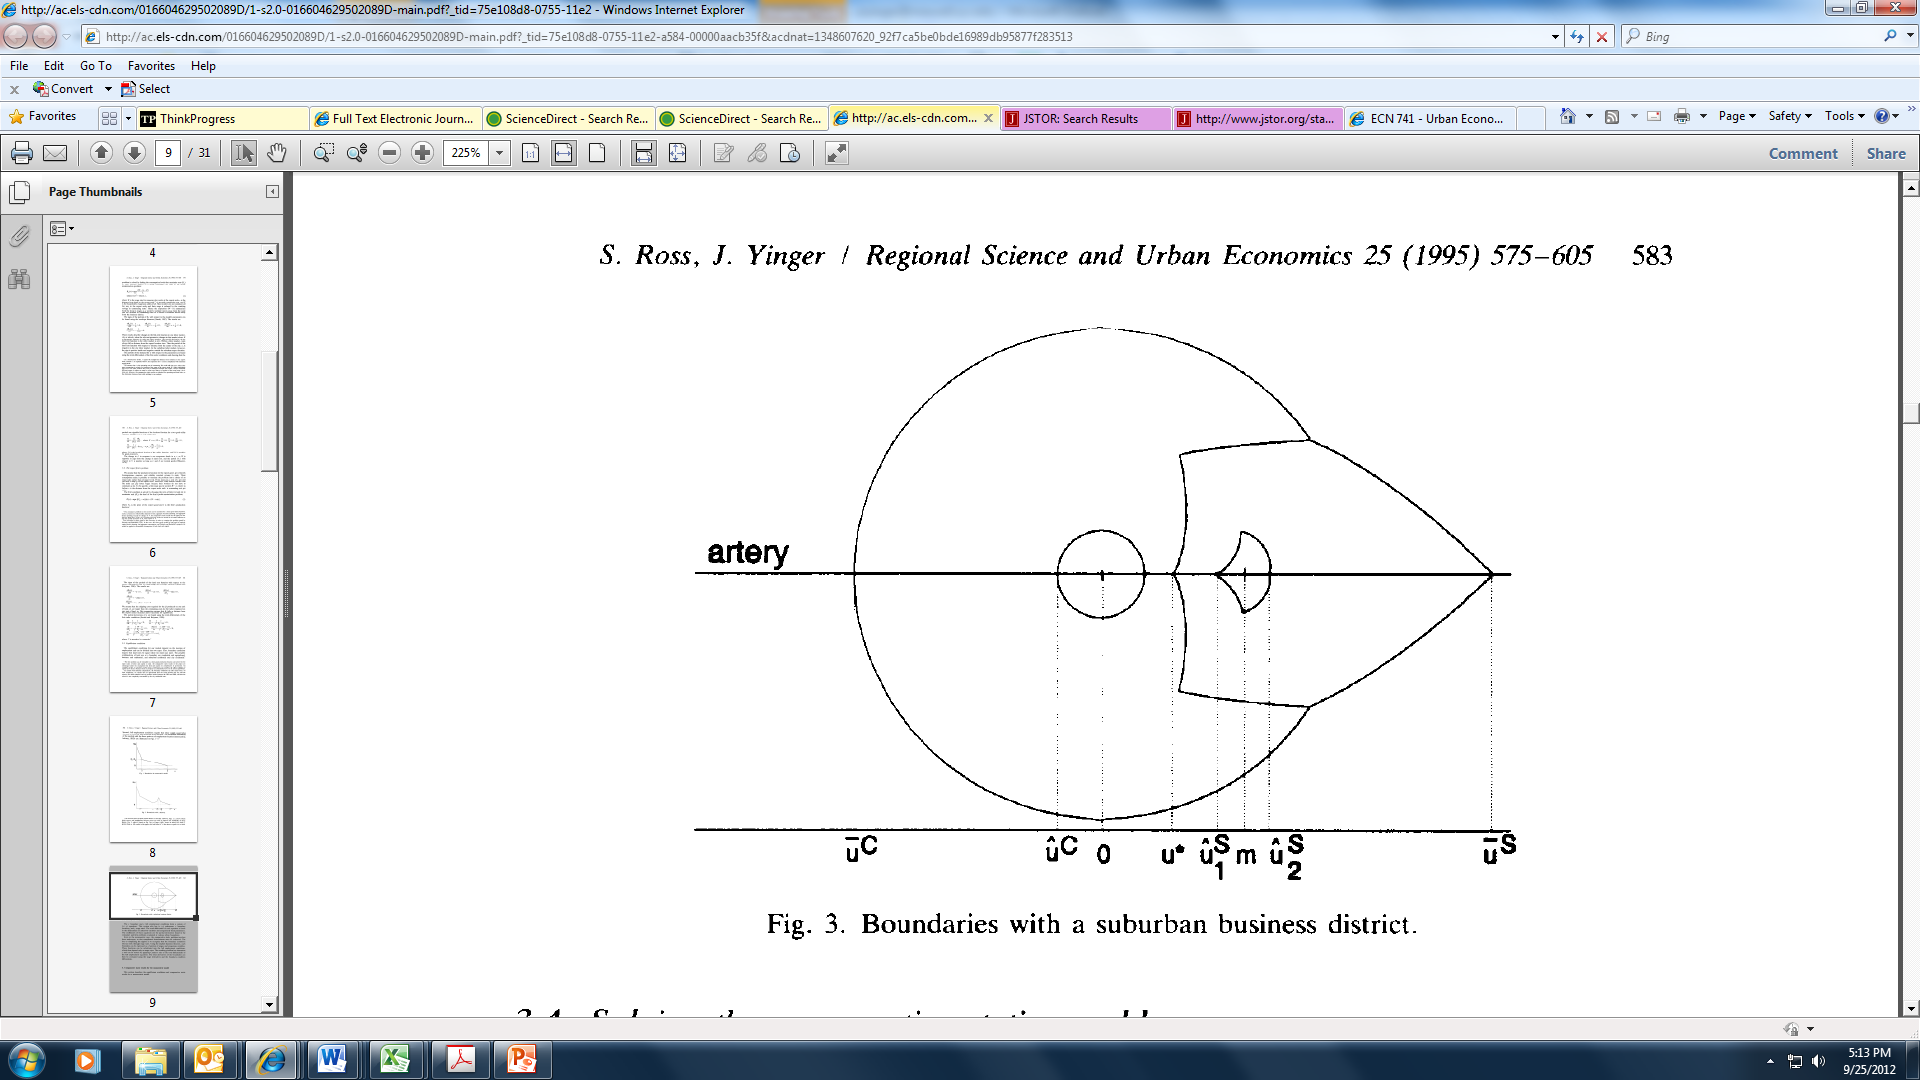 http://ac.els-cdn.com/016604629502089D/1-s2.0-016604629502089D-main.pdf?_tid=75e108d8-0755-11e2 - Windows Internet Explorer
http://ac.els-cdn.com/016604629502089D/1-s2.0-016604629502089D-main.pdf?_tid=75e108d8-0755-11e2-a584-00000aacb35f&acdnat=1348607620_92f7ca5be0bde16989db95877f283513
Bing
File Edit Go To Favorites Help
x Convert Select
Favorites
TP ThinkProgress
Full Text Electronic Journ...
ScienceDirect - Search Re...
ScienceDirect - Search Re...
http://ac.els-cdn.com...
J JSTOR: Search Results
J http://www.jstor.org/sta...
ECN 741 - Urban Econo...
Page Safety Tools
9 / 31
225%
Comment Share
Page Thumbnails
4
5
6
7
8
9
S. Ross, J. Yinger / Regional Science and Urban Economics 25 (1995) 575–605 583
artery
ū^C û^C 0 u* û₁^S m û₂^S ū^S
Fig. 3. Boundaries with a suburban business district.
5:13 PM
9/25/2012